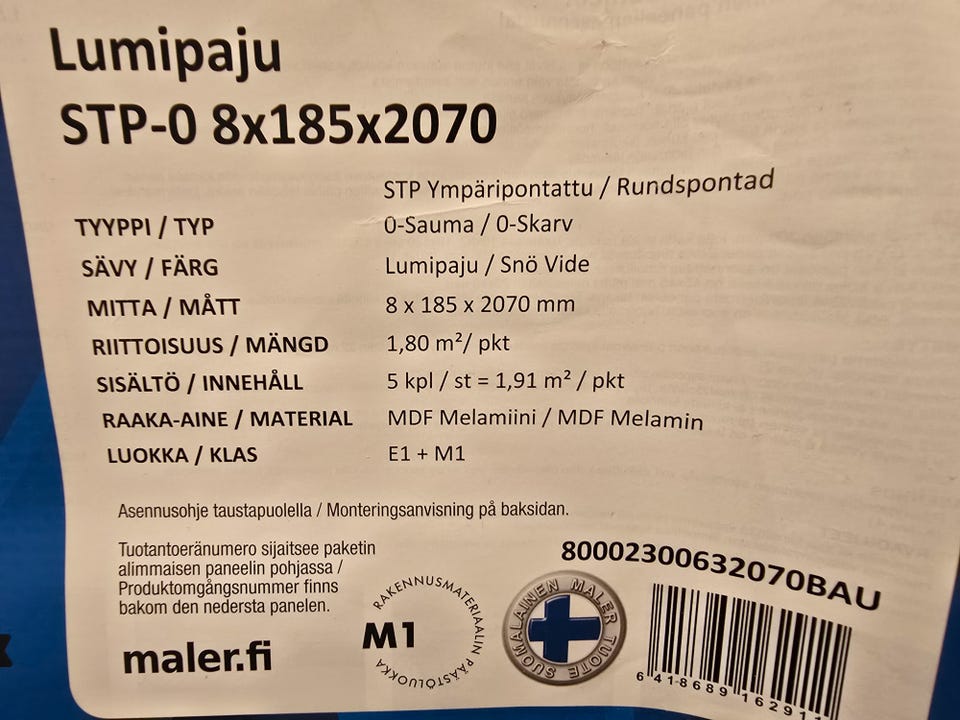 Lumipaju
STP-0 8x185x2070
STP Ympäripontattu / Rundspontad
TYYPPI / TYP 0-Sauma / 0-Skarv
SÄVY / FÄRG Lumipaju / Snö Vide
MITTA / MÅTT 8 x 185 x 2070 mm
RIITTOISUUS / MÄNGD 1,80 m²/ pkt
SISÄLTÖ / INNEHÅLL 5 kpl / st = 1,91 m² / pkt
RAAKA-AINE / MATERIAL MDF Melamiini / MDF Melamin
LUOKKA / KLAS E1 + M1
Asennusohje taustapuolella / Monteringsanvisning på baksidan.
Tuotantoeränumero sijaitsee paketin
alimmaisen paneelin pohjassa /
Produktomgångsnummer finns
bakom den nedersta panelen.
maler.fi
RAKENNUSMATERIAALIN PÄÄSTÖLUOKKA
M1
SUOMALAINEN MALER TUOTE
80002300632070BAU
6 418689 16291